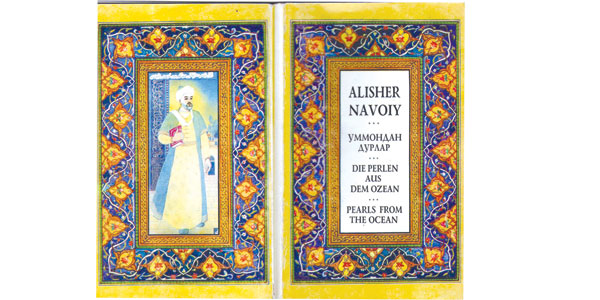 ALISHER
NAVOIY
...
УММОНДАН
ДУРЛАР
...
DIE PERLEN
AUS
DEM OZEAN
...
PEARLS FROM
THE OCEAN